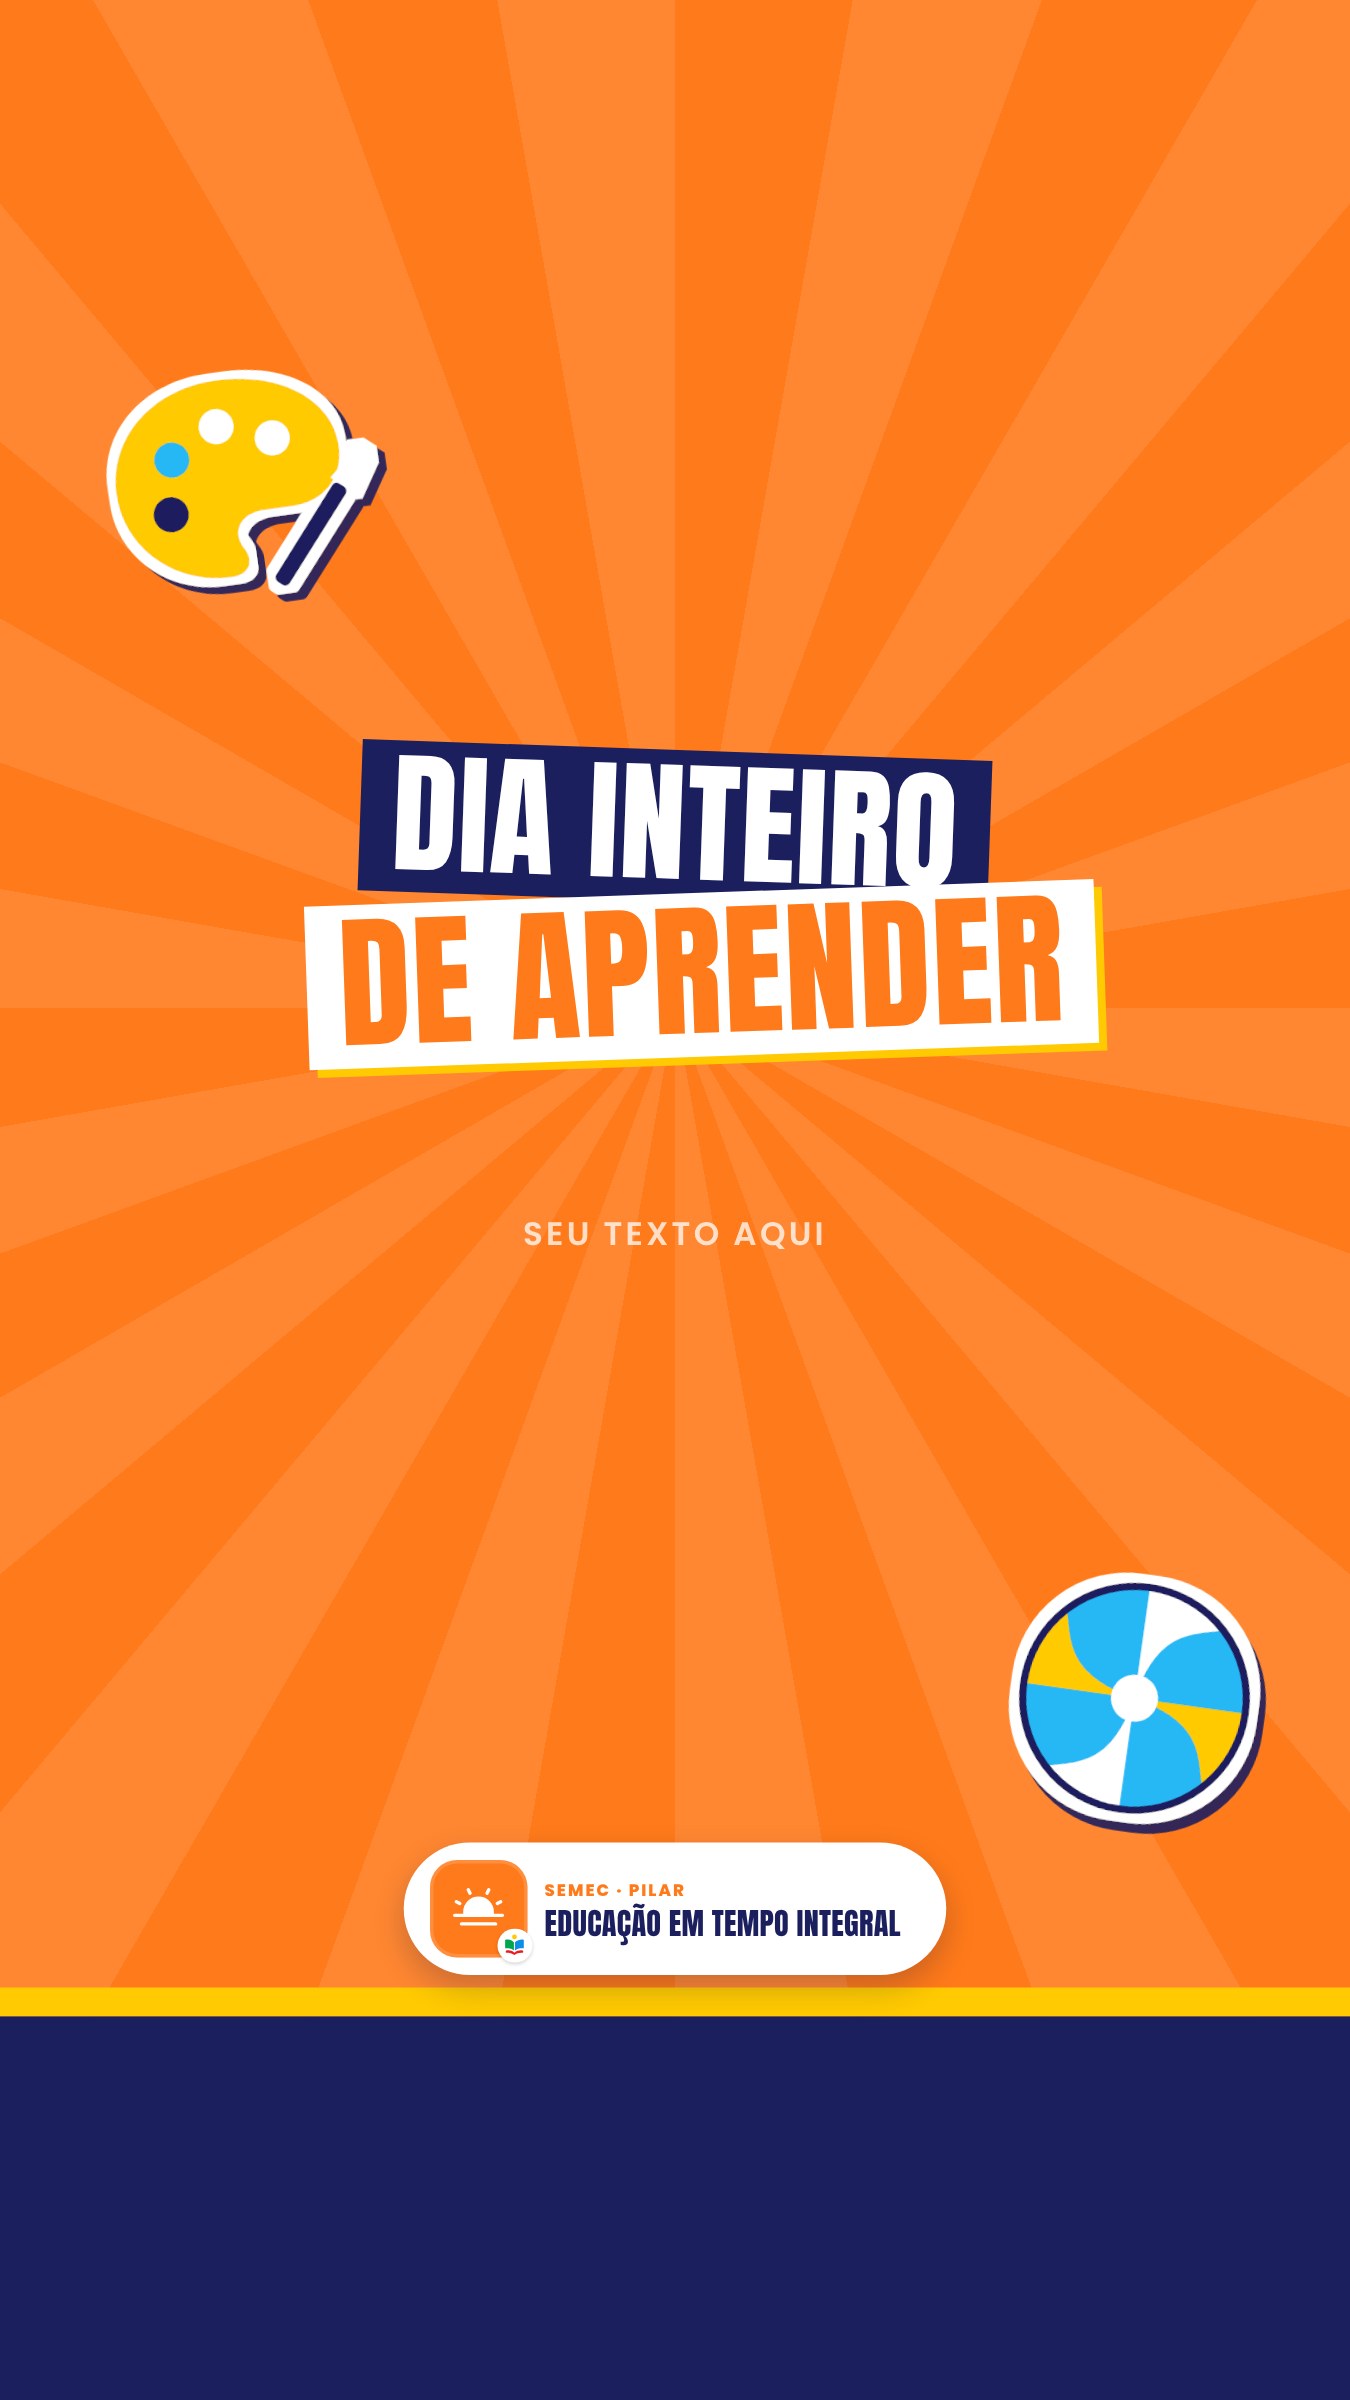 DIA INTEIRO
DE APRENDER
SEU TEXTO AQUI
SEMEC · PILAR
EDUCAÇÃO EM TEMPO INTEGRAL